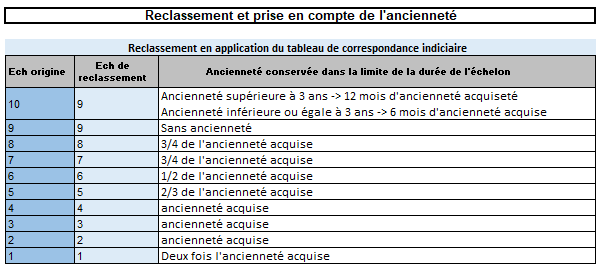 Reclassement et prise en compte de l'ancienneté
Reclassement en application du tableau de correspondance indiciaire
Ech origine Ech de reclassement Ancienneté conservée dans la limite de la durée de l'échelon
10 9 Ancienneté supérieure à 3 ans -> 12 mois d'ancienneté acquiseté
Ancienneté inférieure ou égale à 3 ans -> 6 mois d'ancienneté acquise
9 9 Sans ancienneté
8 8 3/4 de l'ancienneté acquise
7 7 3/4 de l'ancienneté acquise
6 6 1/2 de l'ancienneté acquise
5 5 2/3 de l'ancienneté acquise
4 4 ancienneté acquise
3 3 ancienneté acquise
2 2 ancienneté acquise
1 1 Deux fois l'ancienneté acquise